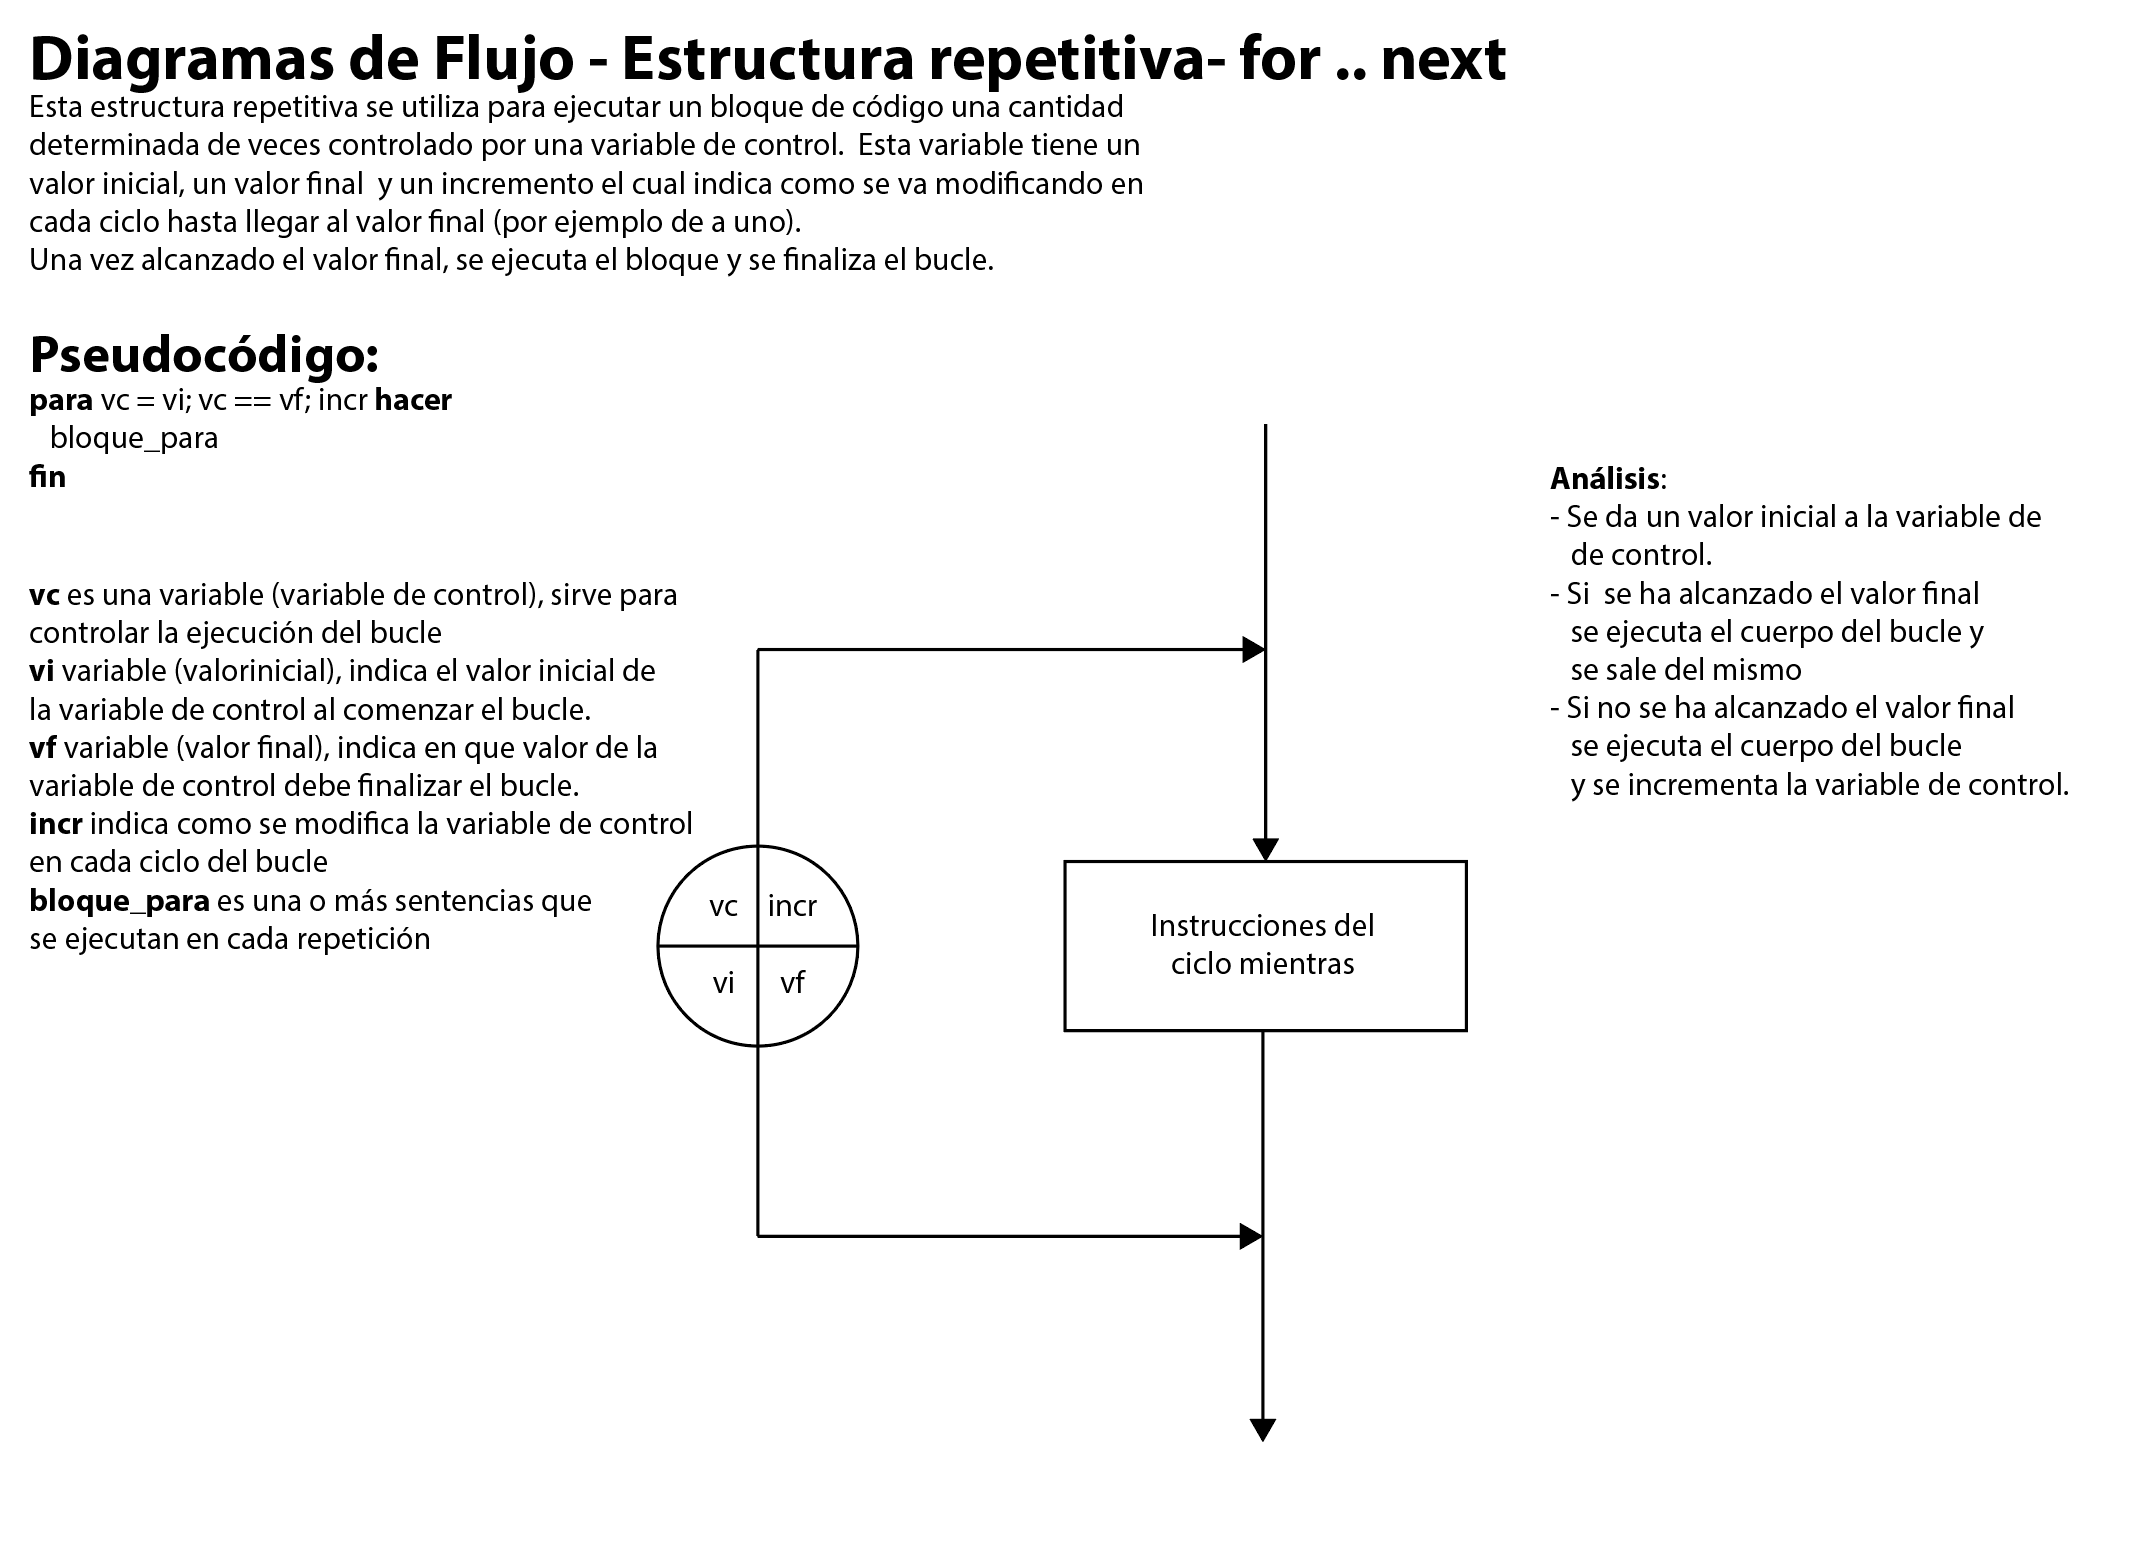 Diagramas de Flujo - Estructura repetitiva- for .. next
Esta estructura repetitiva se utiliza para ejecutar un bloque de código una cantidad
determinada de veces controlado por una variable de control.  Esta variable tiene un
valor inicial, un valor final  y un incremento el cual indica como se va modificando en
cada ciclo hasta llegar al valor final (por ejemplo de a uno).
Una vez alcanzado el valor final, se ejecuta el bloque y se finaliza el bucle.
Pseudocódigo:
para vc = vi; vc == vf; incr hacer
bloque_para
fin
vc es una variable (variable de control), sirve para
controlar la ejecución del bucle
vi variable (valorinicial), indica el valor inicial de
la variable de control al comenzar el bucle.
vf variable (valor final), indica en que valor de la
variable de control debe finalizar el bucle.
incr indica como se modifica la variable de control
en cada ciclo del bucle
bloque_para es una o más sentencias que
se ejecutan en cada repetición
vc incr
vi vf
Instrucciones del
ciclo mientras
Análisis:
- Se da un valor inicial a la variable de
de control.
- Si  se ha alcanzado el valor final
se ejecuta el cuerpo del bucle y
se sale del mismo
- Si no se ha alcanzado el valor final
se ejecuta el cuerpo del bucle
y se incrementa la variable de control.